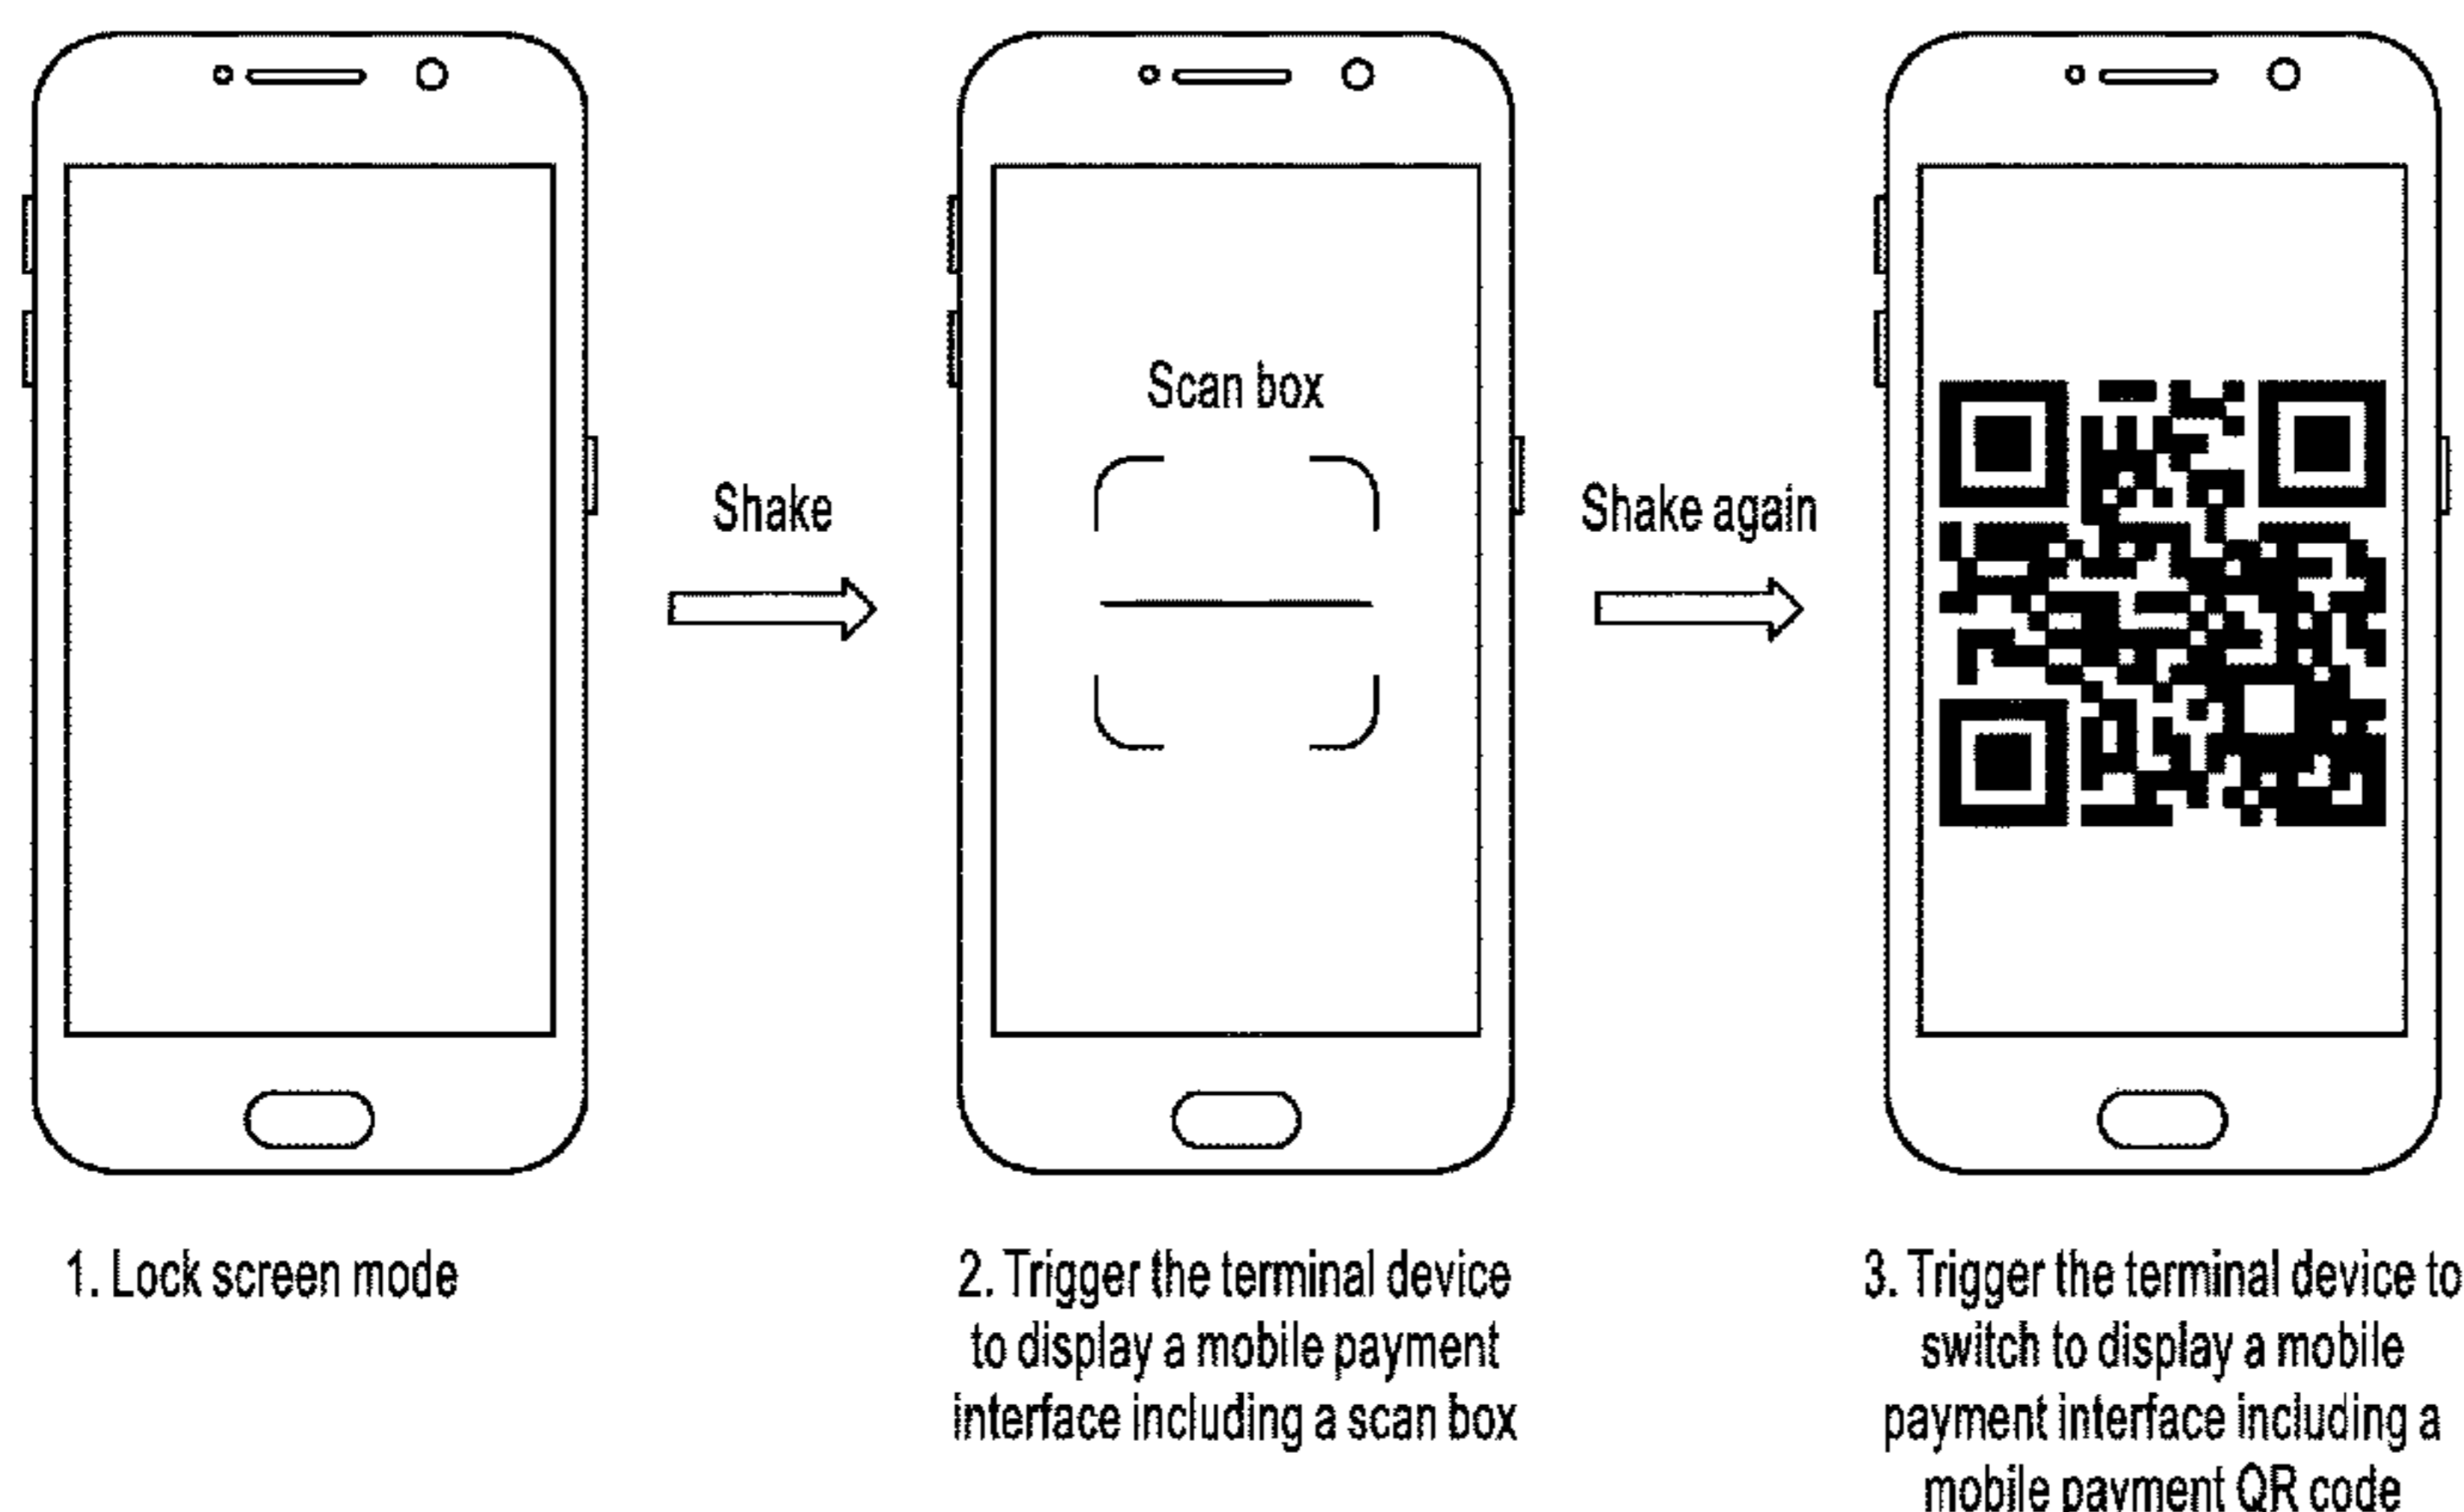 Scan box
Shake
Shake again
1. Lock screen mode
2. Trigger the terminal device
to display a mobile payment
interface including a scan box
3. Trigger the terminal device to
switch to display a mobile
payment interface including a
mobile payment QR code